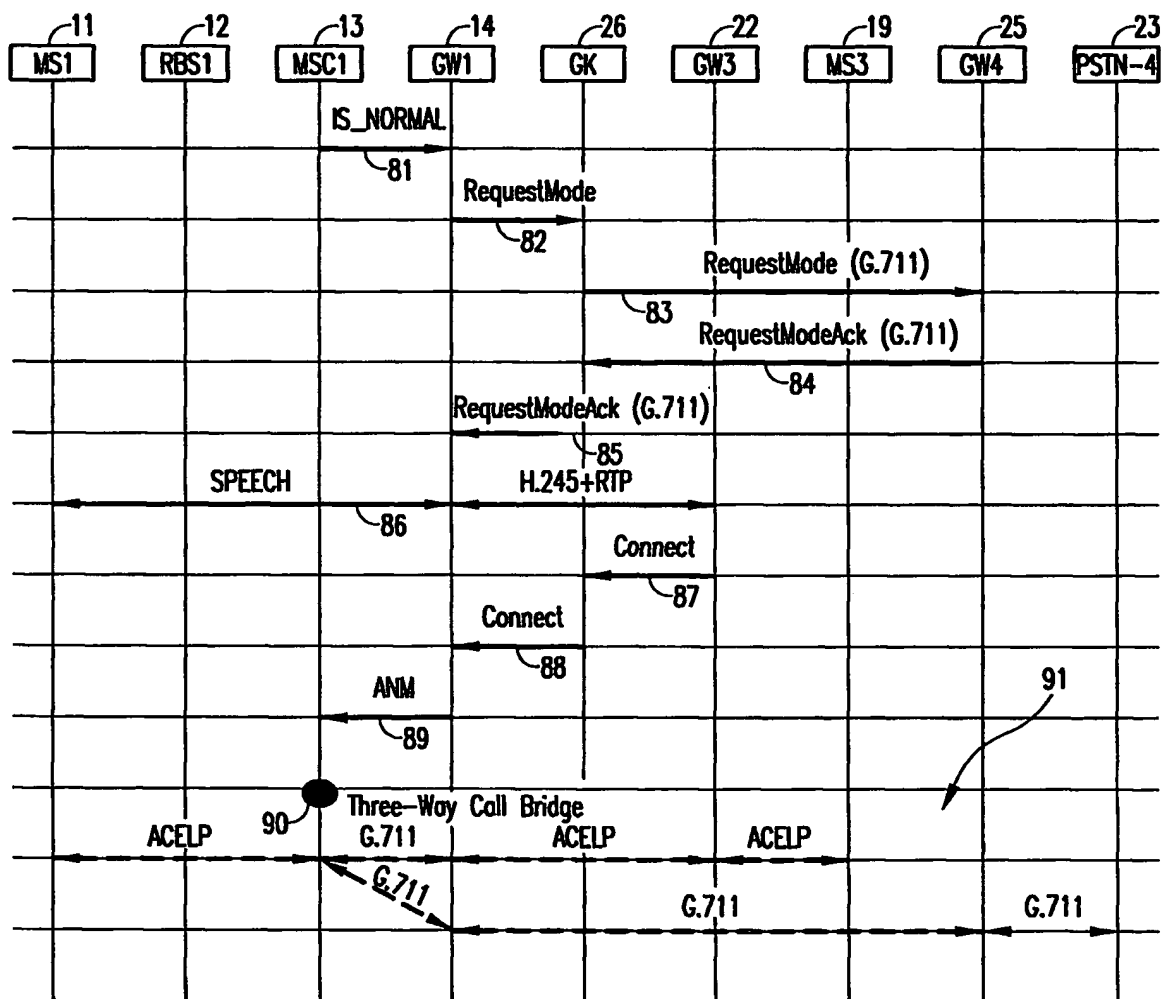 11 12 13 14 26 22 19 25 23
MS1 RBS1 MSC1 GW1 GK GW3 MS3 GW4 PSTN-4
IS_NORMAL
81
RequestMode
82
RequestMode (G.711)
83
RequestModeAck (G.711)
84
RequestModeAck (G.711)
85
SPEECH H.245+RTP
86
Connect
87
Connect
88
ANM
89
91
90 Three-Way Call Bridge
ACELP G.711 ACELP ACELP
G.711
G.711 G.711